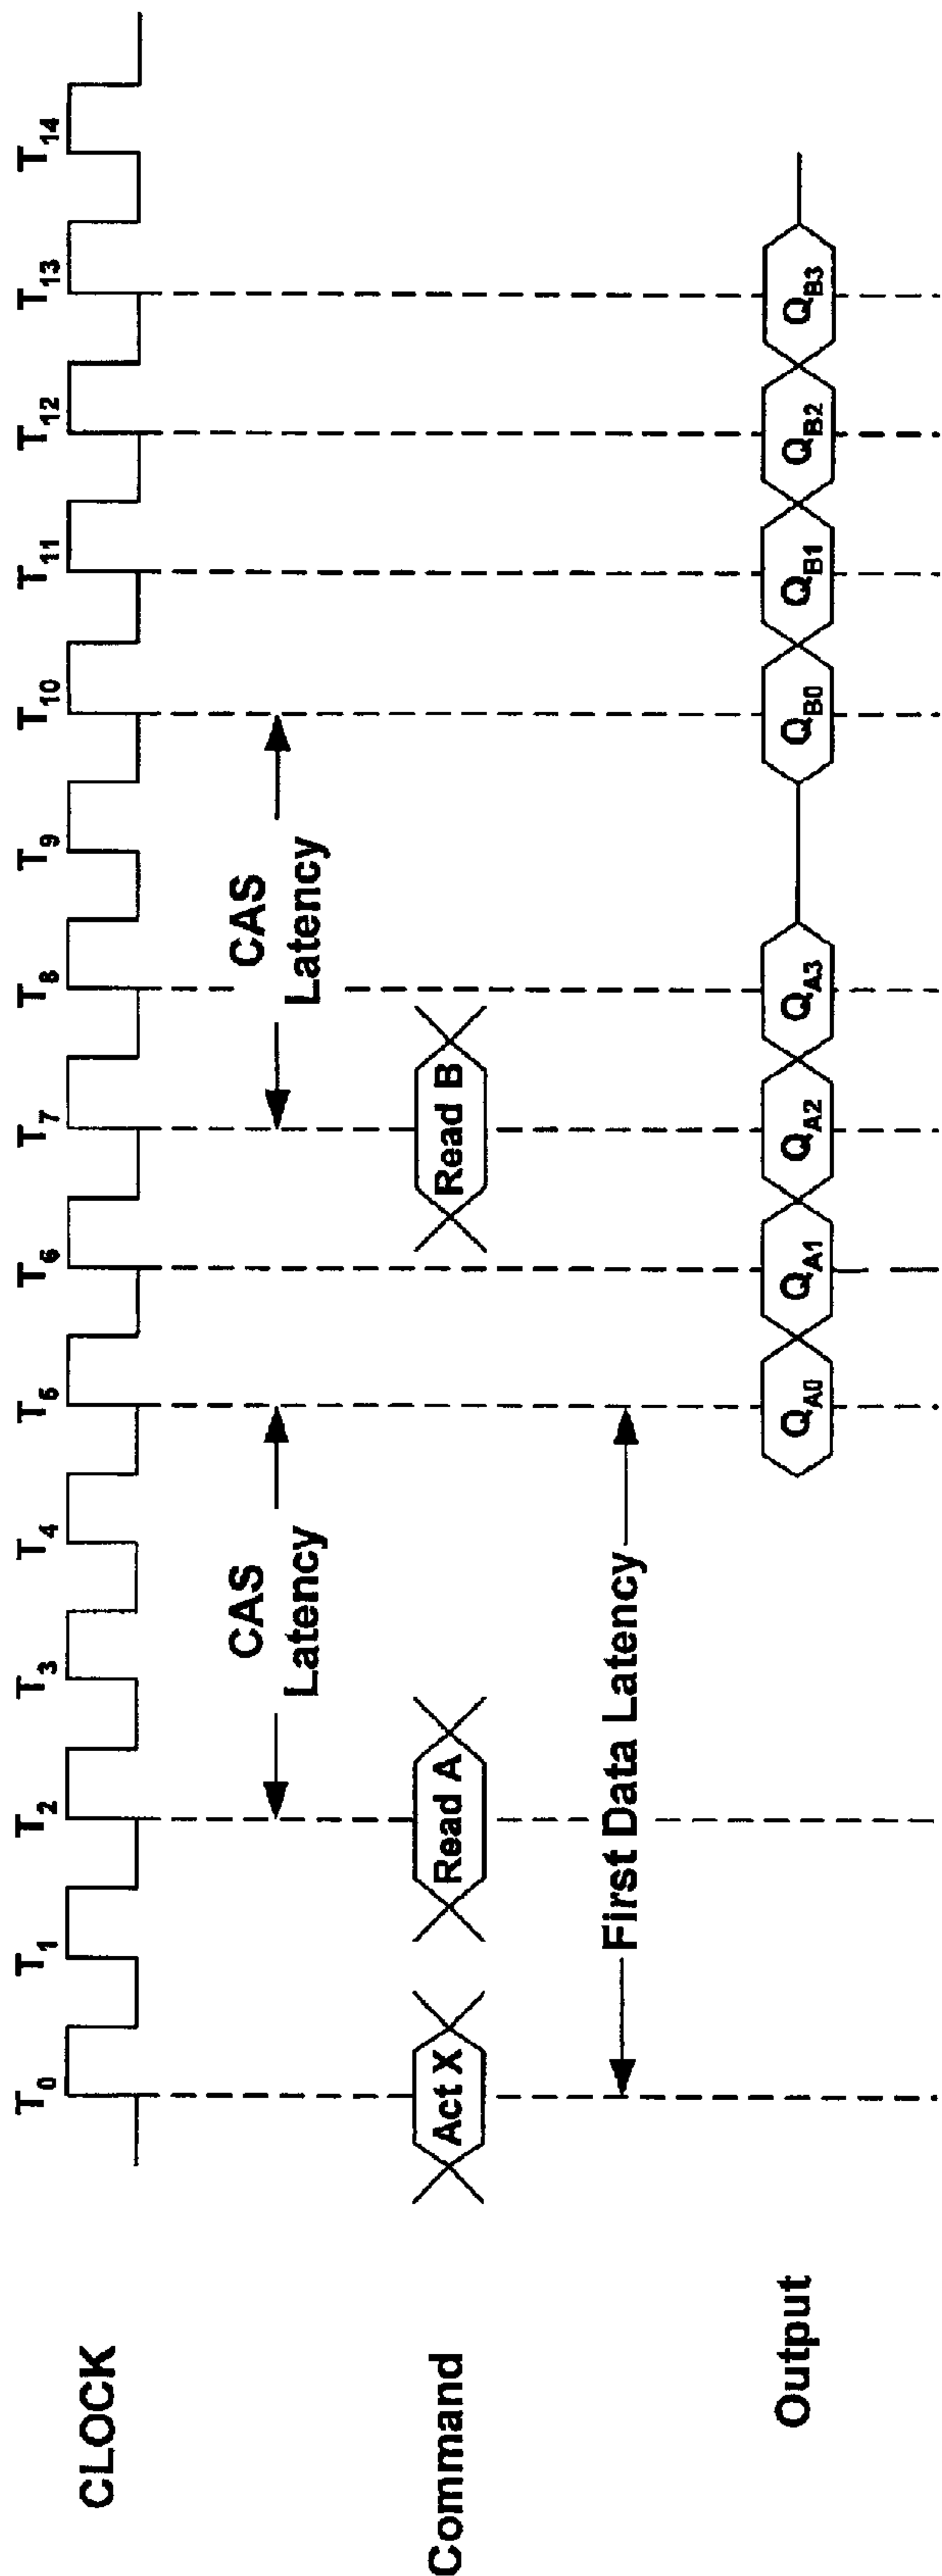 CLOCK
T0 T1 T2 T3 T4 T5 T6 T7 T8 T9 T10 T11 T12 T13 T14
CAS
Latency
CAS
Latency
Command
Act X
Read A
Read B
First Data Latency
Output
QA0 QA1 QA2 QA3 QB0 QB1 QB2 QB3